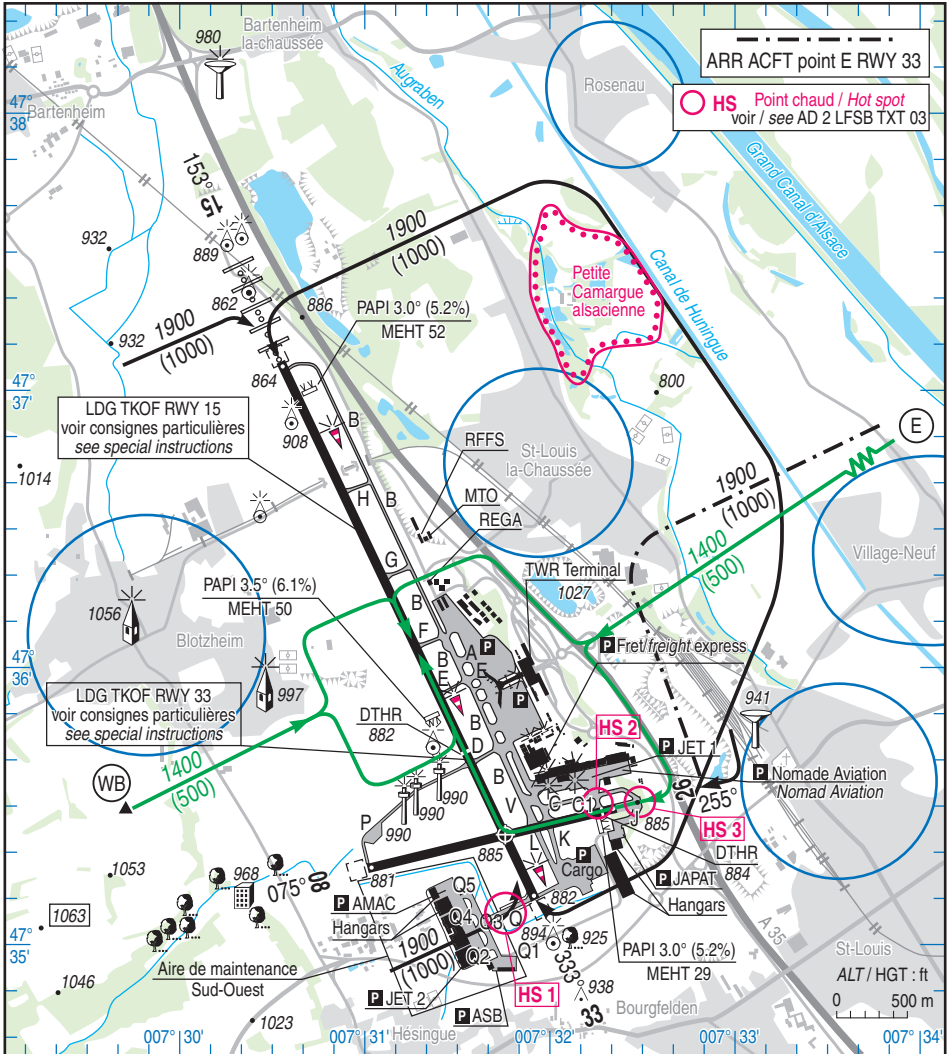 980
Bartenheim
la-chaussée
Augraben
Rosenau
ARR ACFT point E RWY 33
HS Point chaud / Hot spot
voir / see AD 2 LFSB TXT 03
47°
38'
Bartenheim
153°
15
1900
(1000)
Grand Canal d'Alsace
932
889
862
886
Petite
Camargue
alsacienne
Canal de Huningue
PAPI 3.0° (5.2%)
MEHT 52
1900
(1000)
932
864
47°
37'
800
LDG TKOF RWY 15
voir consignes particulières
see special instructions
908
B
RFFS
St-Louis
la-Chaussée
E
1014
H
B
MTO
REGA
1900
(1000)
1400
(500)
G
Village-Neuf
TWR Terminal
1027
PAPI 3.5° (6.1%)
MEHT 50
1056
Blotzheim
B
F
A
P
E
P Fret/freight express
47°
36'
B
E
P
997
941
LDG TKOF RWY 33
voir consignes particulières
see special instructions
DTHR
882
B
D
HS 2
P JET 1
1400
(500)
WB
990
990
B
V
C
C1
J
26
255°
P Nomade Aviation
Nomad Aviation
885
HS 3
P
885
K
L
DTHR
884
881
P
Cargo
P JAPAT
Hangars
1053
968
075°
08
882
P AMAC
Hangars
Q5
Q4
Q3
Q
1063
894
925
A 35
47°
35'
1900
(1000)
Q2
Q1
PAPI 3.0° (5.2%)
MEHT 29
St-Louis
Aire de maintenance
Sud-Ouest
333°
33
ALT / HGT : ft
1046
P JET 2
HS 1
938
0 500 m
1023
P ASB
Hésingue
Bourgfelden
007° 30'
007° 31'
007° 32'
007° 33'
007° 34'